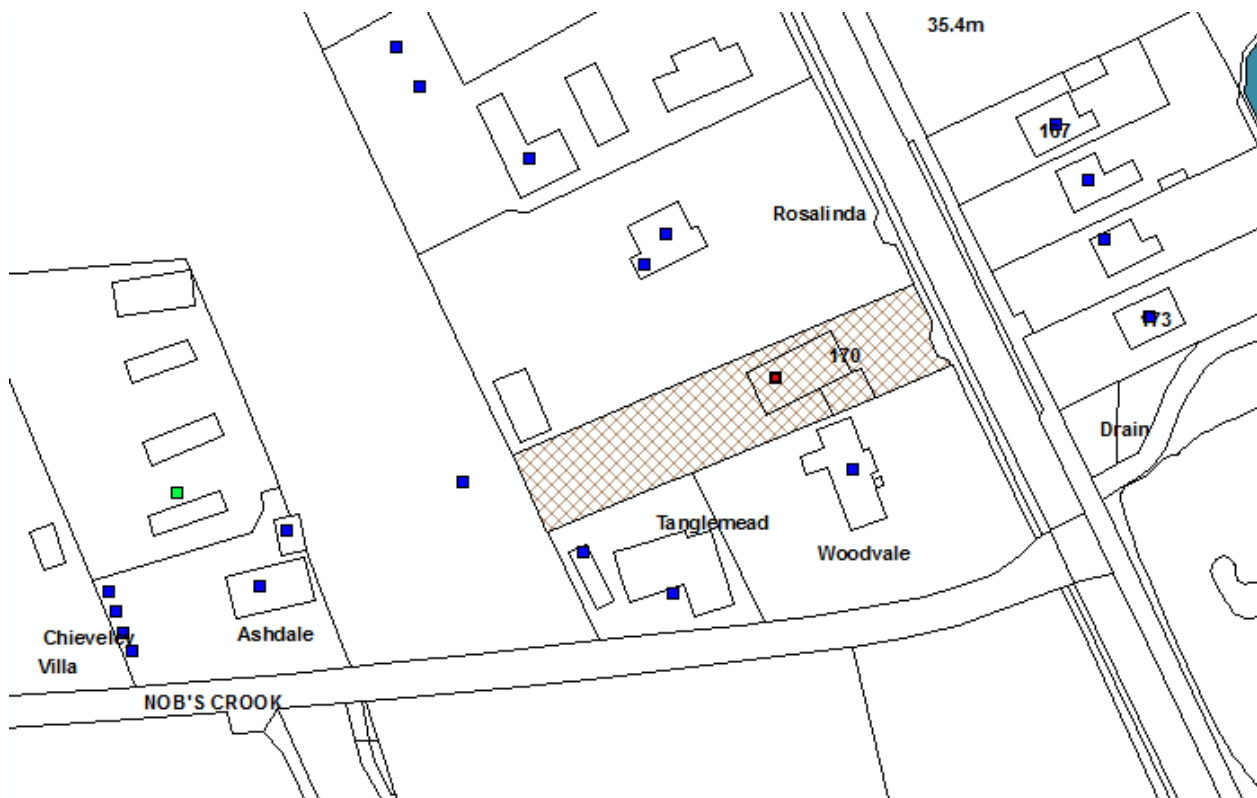 35.4m
167
Rosalinda
173
170
Drain
Tanglemead
Woodvale
Chieveley
Villa
Ashdale
NOB'S CROOK